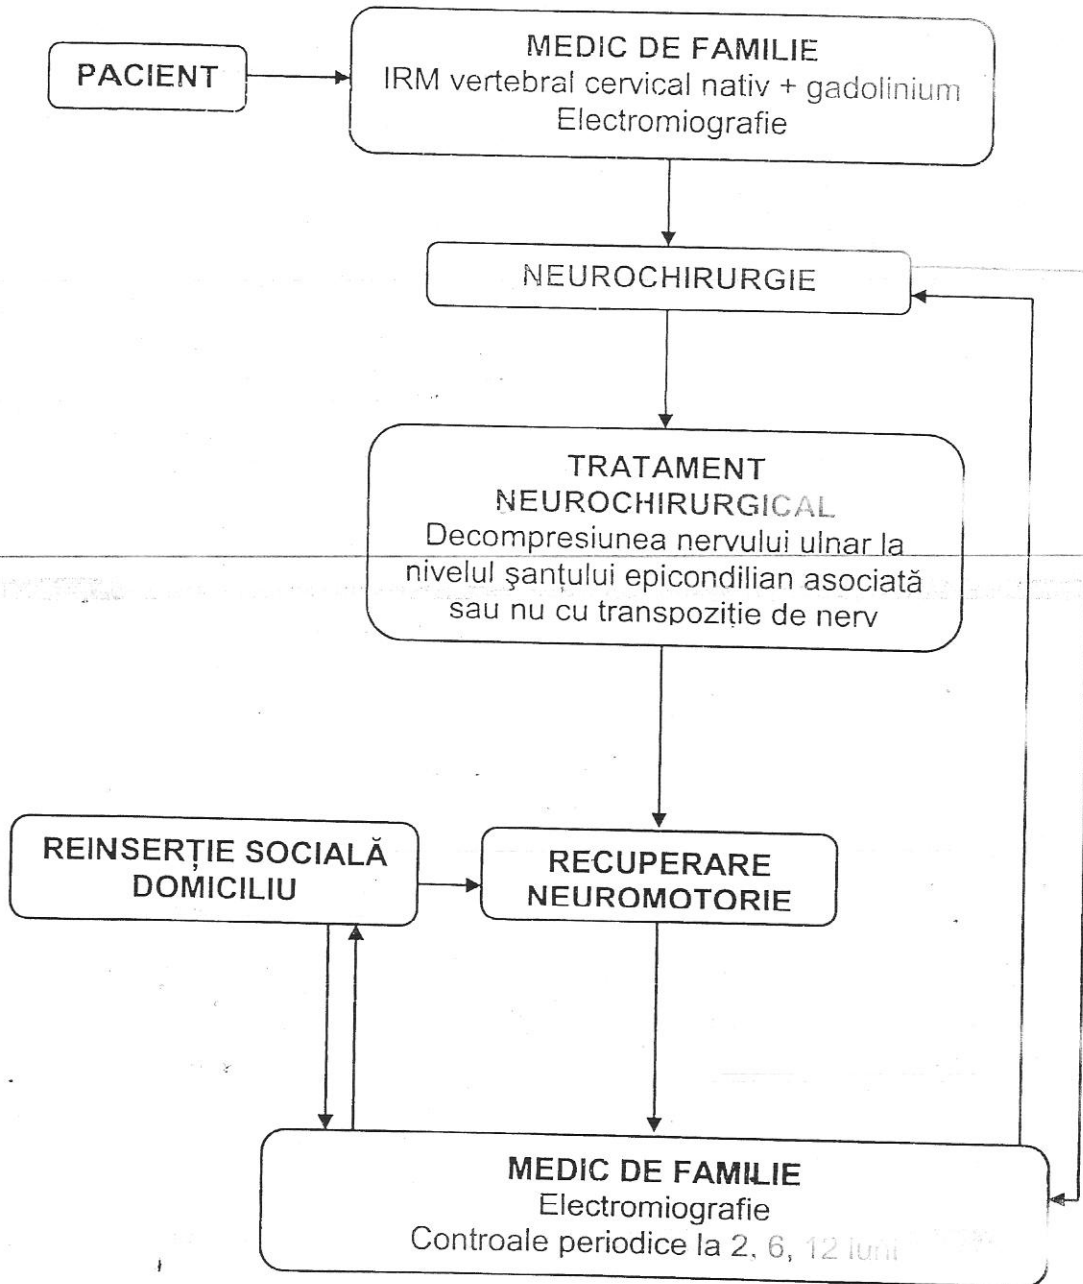 PACIENT
MEDIC DE FAMILIE
IRM vertebral cervical nativ + gadolinium
Electromiografie
NEUROCHIRURGIE
TRATAMENT
NEUROCHIRURGICAL
Decompresiunea nervului ulnar la
nivelul şanţului epicondilian asociată
sau nu cu transpoziţie de nerv
REINSERŢIE SOCIALĂ
DOMICILIU
RECUPERARE
NEUROMOTORIE
MEDIC DE FAMILIE
Electromiografie
Controale periodice la 2, 6, 12 luni